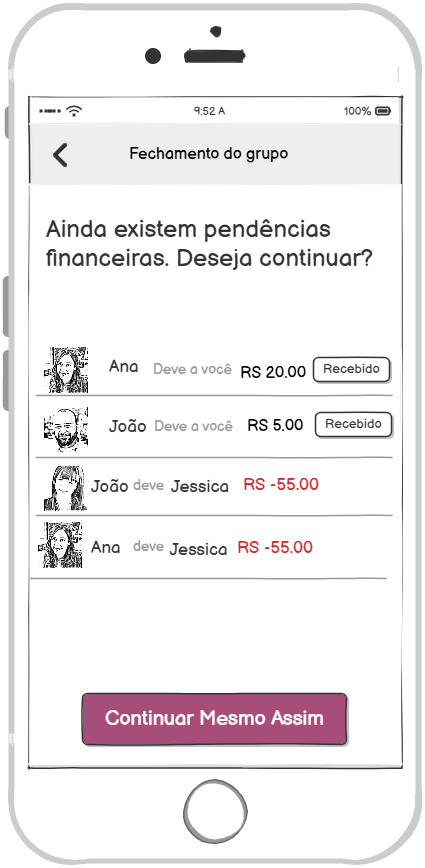 9:52 A 100%
Fechamento do grupo
Ainda existem pendências
financeiras. Deseja continuar?
Ana Deve a você RS 20.00 Recebido
João Deve a você RS 5.00 Recebido
João deve Jessica RS -55.00
Ana deve Jessica RS -55.00
Continuar Mesmo Assim